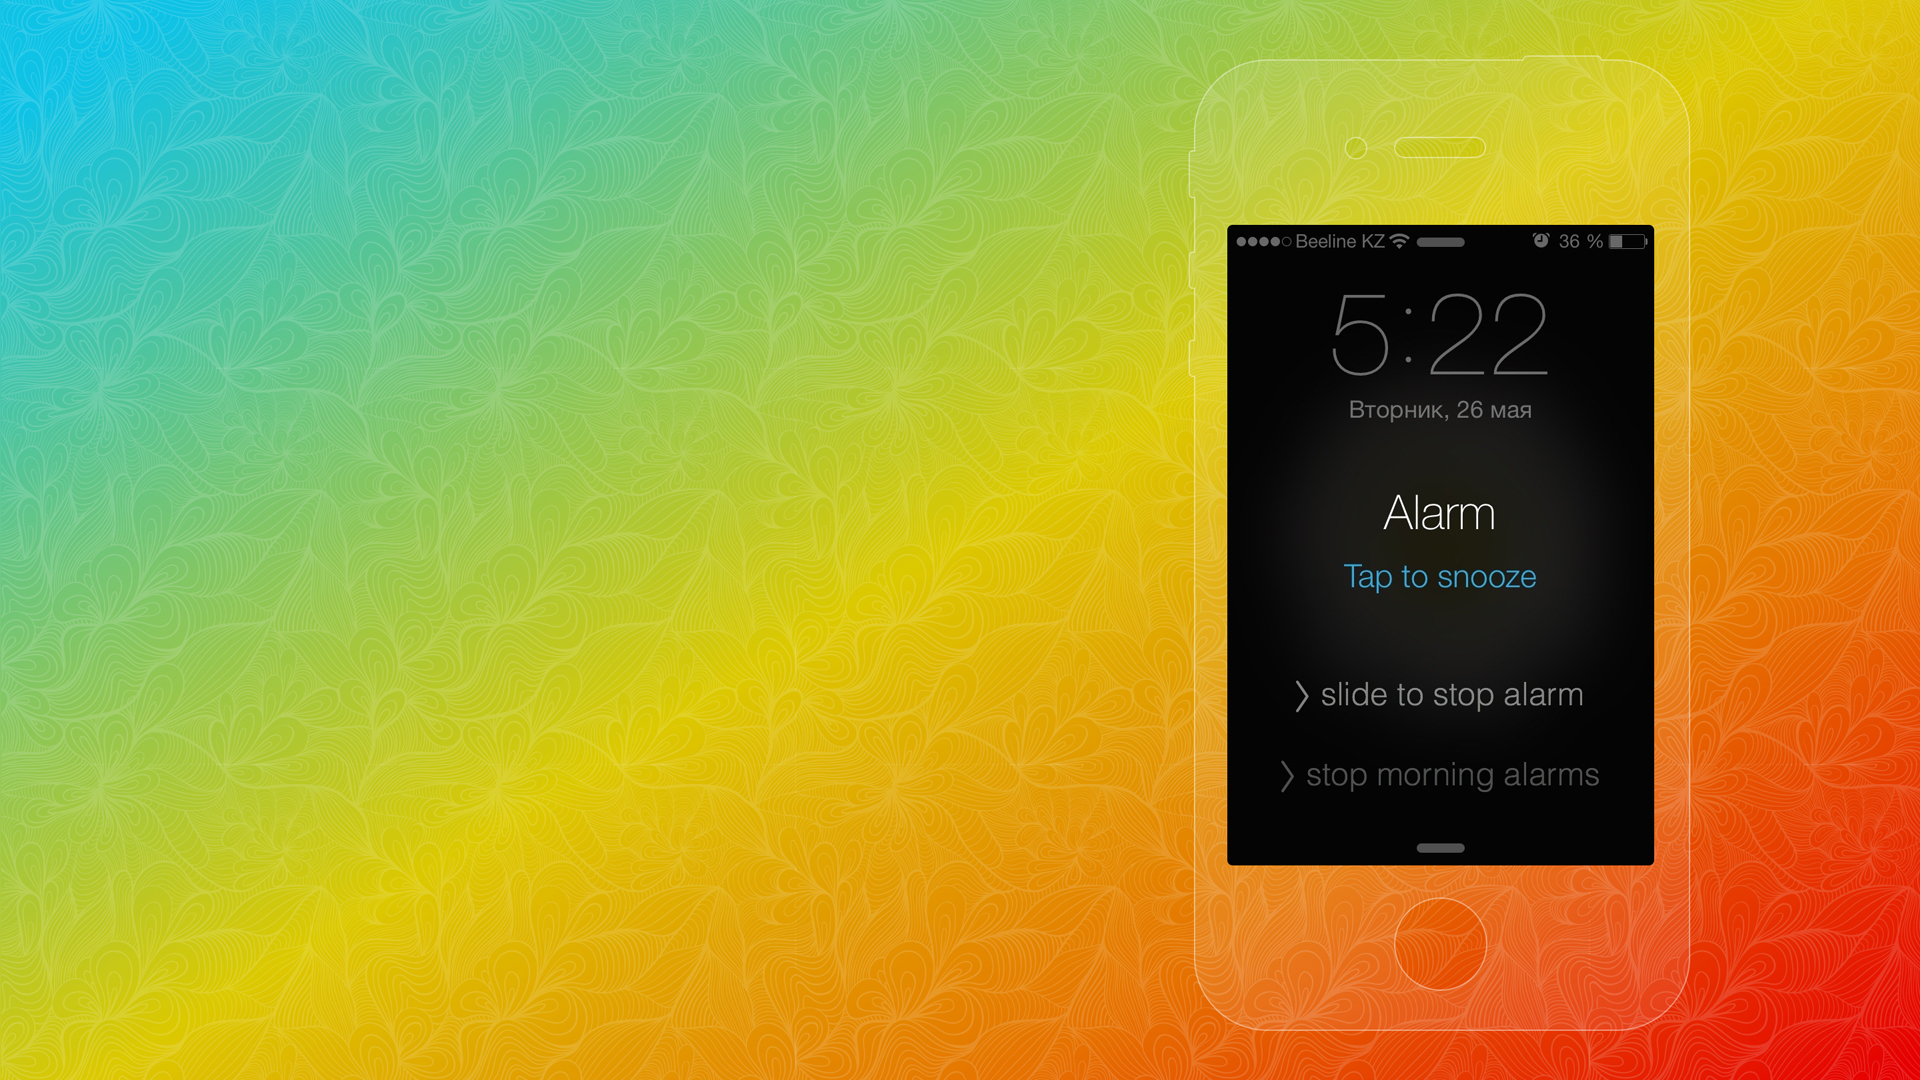 Beeline KZ 36 %
5:22
Вторник, 26 мая
Alarm
Tap to snooze
slide to stop alarm
stop morning alarms